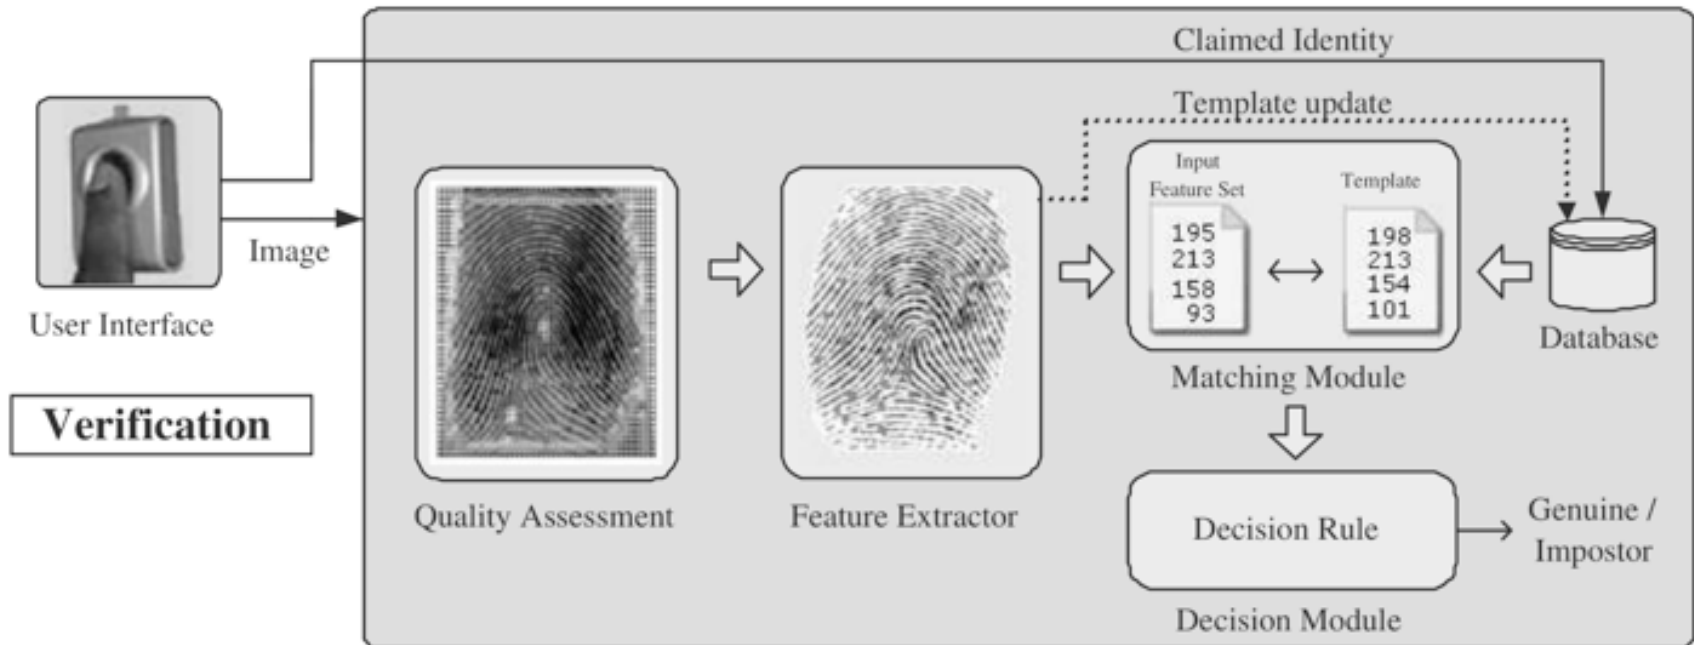 Claimed Identity
Template update
Input
Feature Set
Template
195
213
158
93
198
213
154
101
Image
User Interface
Database
Matching Module
Verification
Quality Assessment
Feature Extractor
Decision Rule
Genuine /
Impostor
Decision Module